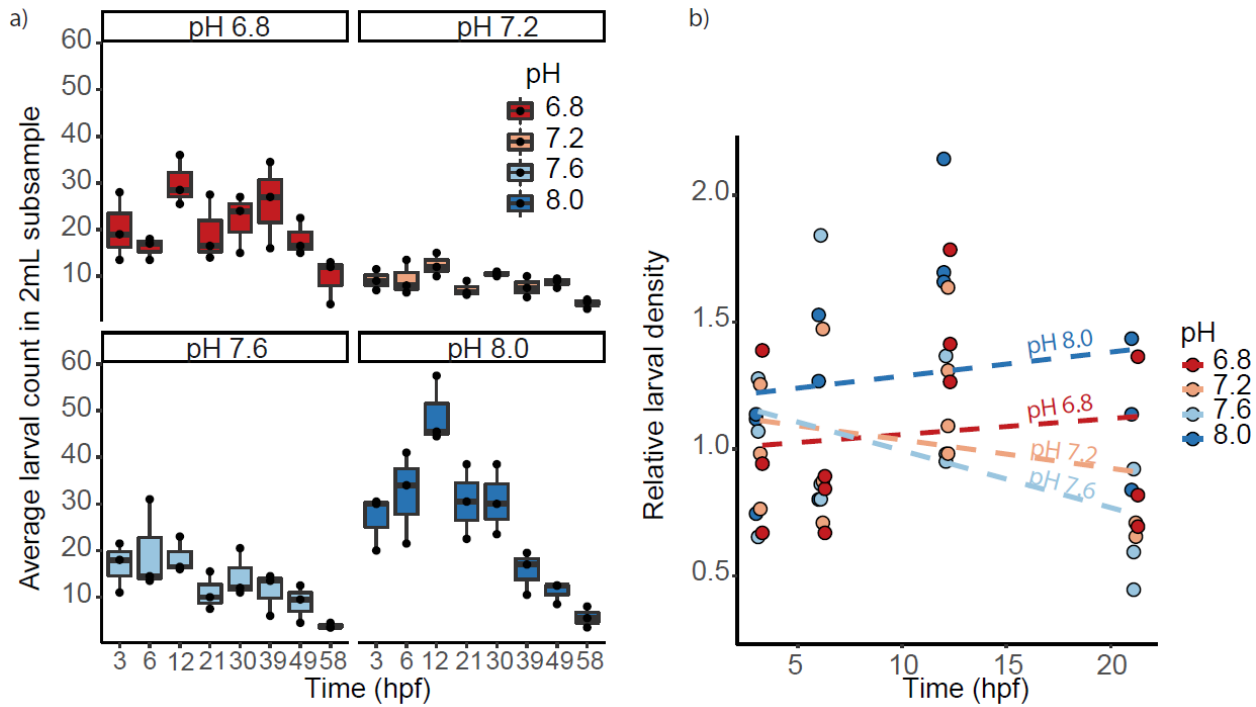 a)
pH 6.8
pH 7.2
60
50
40
30
20
10
pH
6.8
7.2
7.6
8.0
Average larval count in 2mL subsample
pH 7.6
pH 8.0
60
50
40
30
20
10
3 6 12 21 30 39 49 58
3 6 12 21 30 39 49 58
Time (hpf)
b)
Relative larval density
2.0
1.5
1.0
0.5
pH 8.0
pH 6.8
pH 7.2
pH 7.6
5 10 15 20
Time (hpf)
pH
6.8
7.2
7.6
8.0